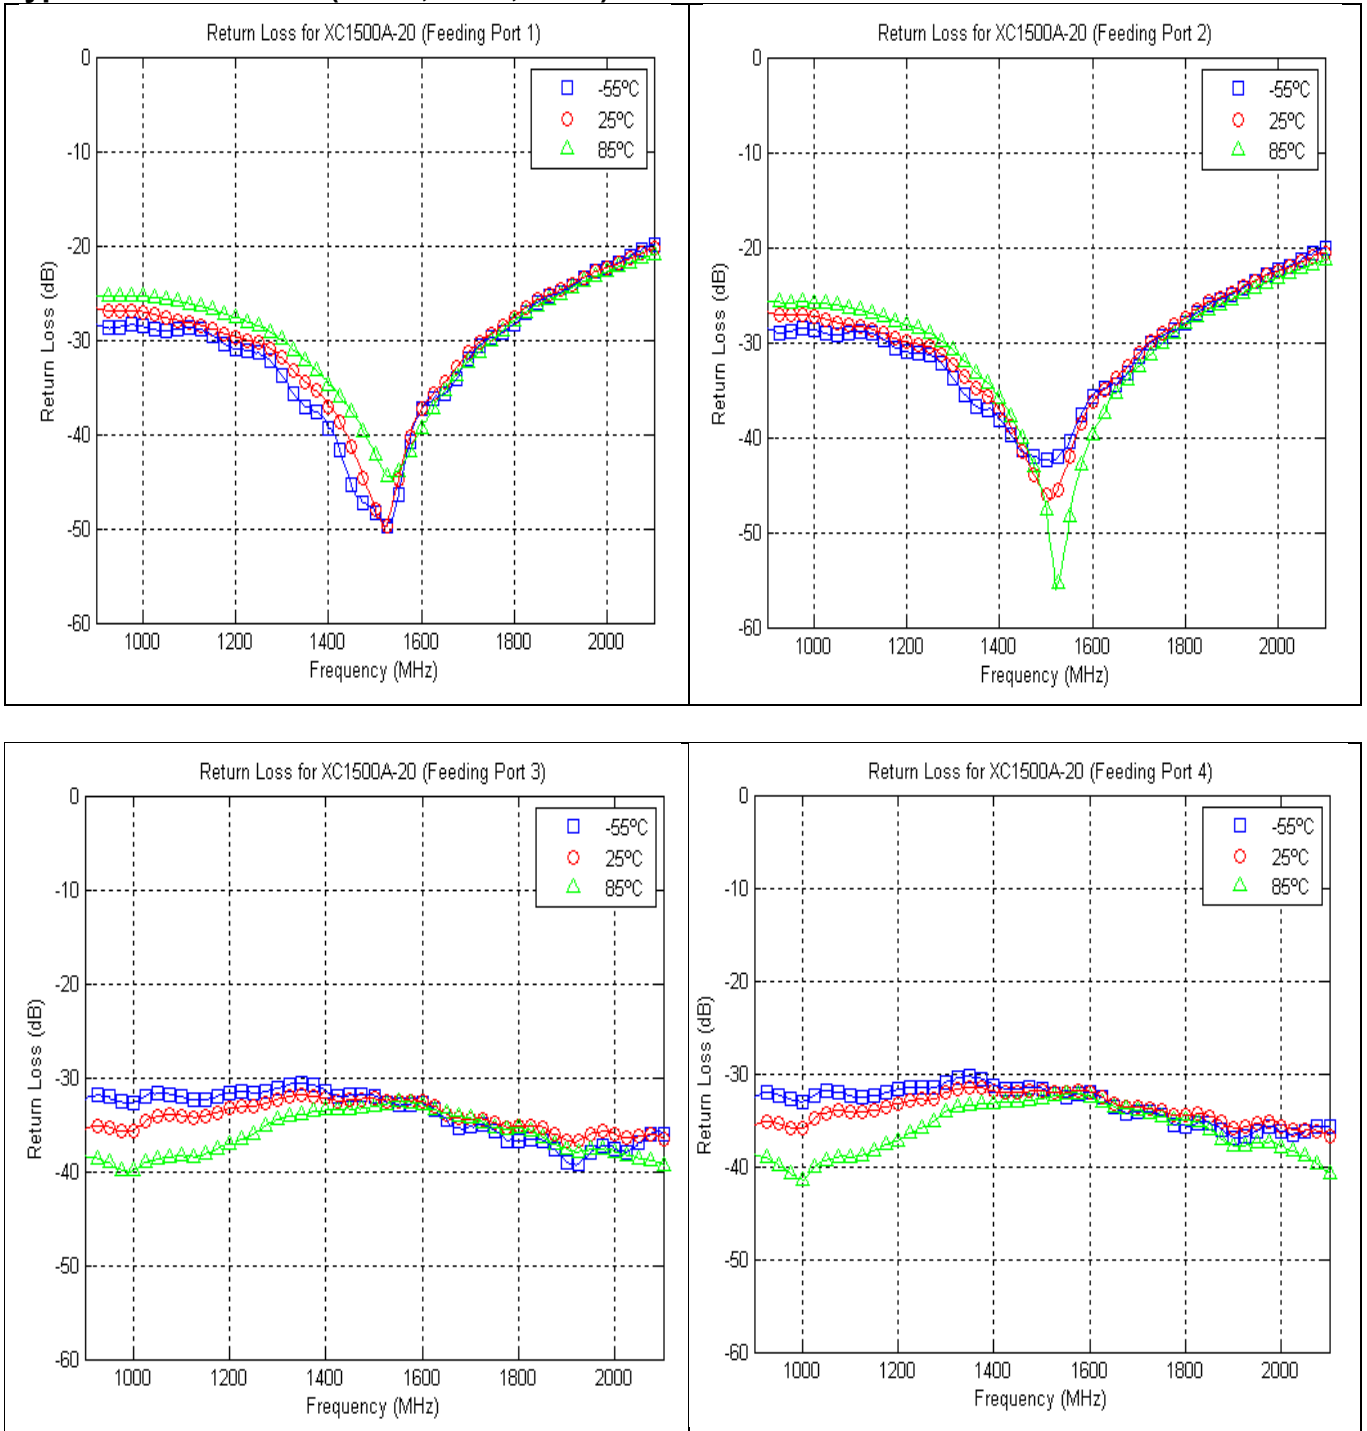 Return Loss for XC1500A-20 (Feeding Port 1)
0
-10
-20
-30
-40
-50
-60
Return Loss (dB)
1000 1200 1400 1600 1800 2000
Frequency (MHz)
-55ºC
25ºC
85ºC
Return Loss for XC1500A-20 (Feeding Port 2)
0
-10
-20
-30
-40
-50
-60
Return Loss (dB)
1000 1200 1400 1600 1800 2000
Frequency (MHz)
-55ºC
25ºC
85ºC
Return Loss for XC1500A-20 (Feeding Port 3)
0
-10
-20
-30
-40
-50
-60
Return Loss (dB)
1000 1200 1400 1600 1800 2000
Frequency (MHz)
-55ºC
25ºC
85ºC
Return Loss for XC1500A-20 (Feeding Port 4)
0
-10
-20
-30
-40
-50
-60
Return Loss (dB)
1000 1200 1400 1600 1800 2000
Frequency (MHz)
-55ºC
25ºC
85ºC